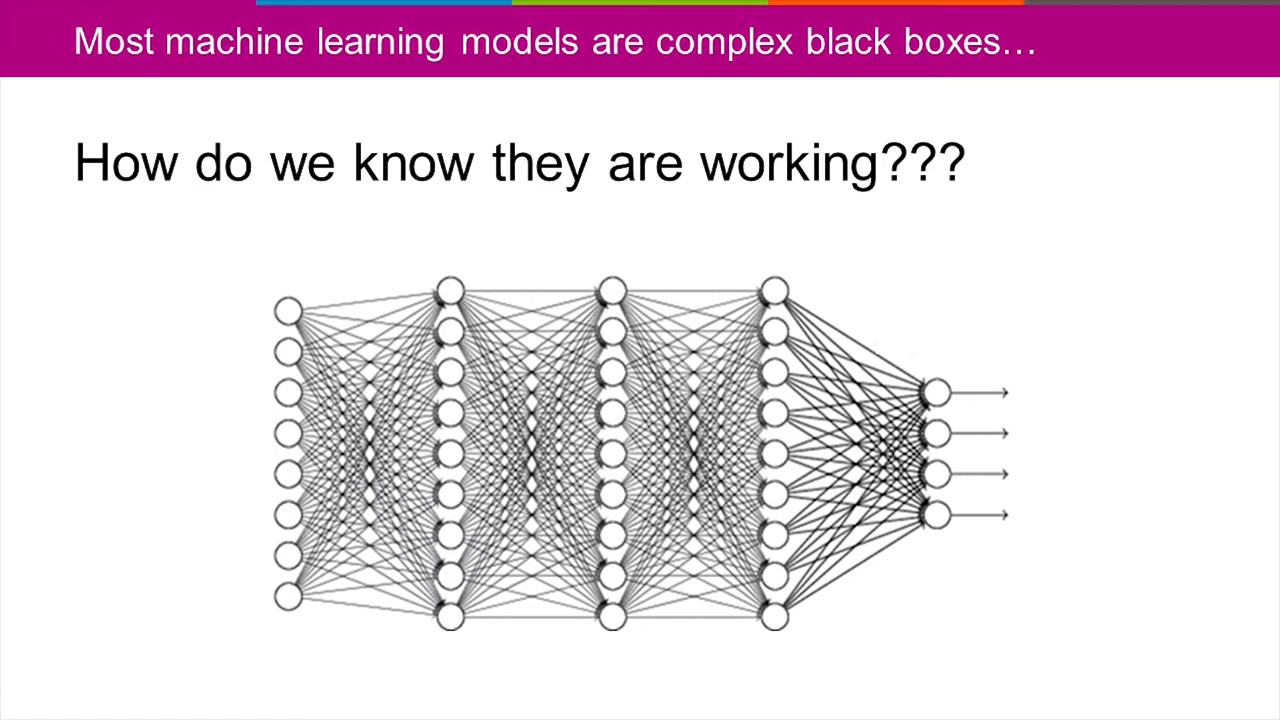 Most machine learning models are complex black boxes…
How do we know they are working???